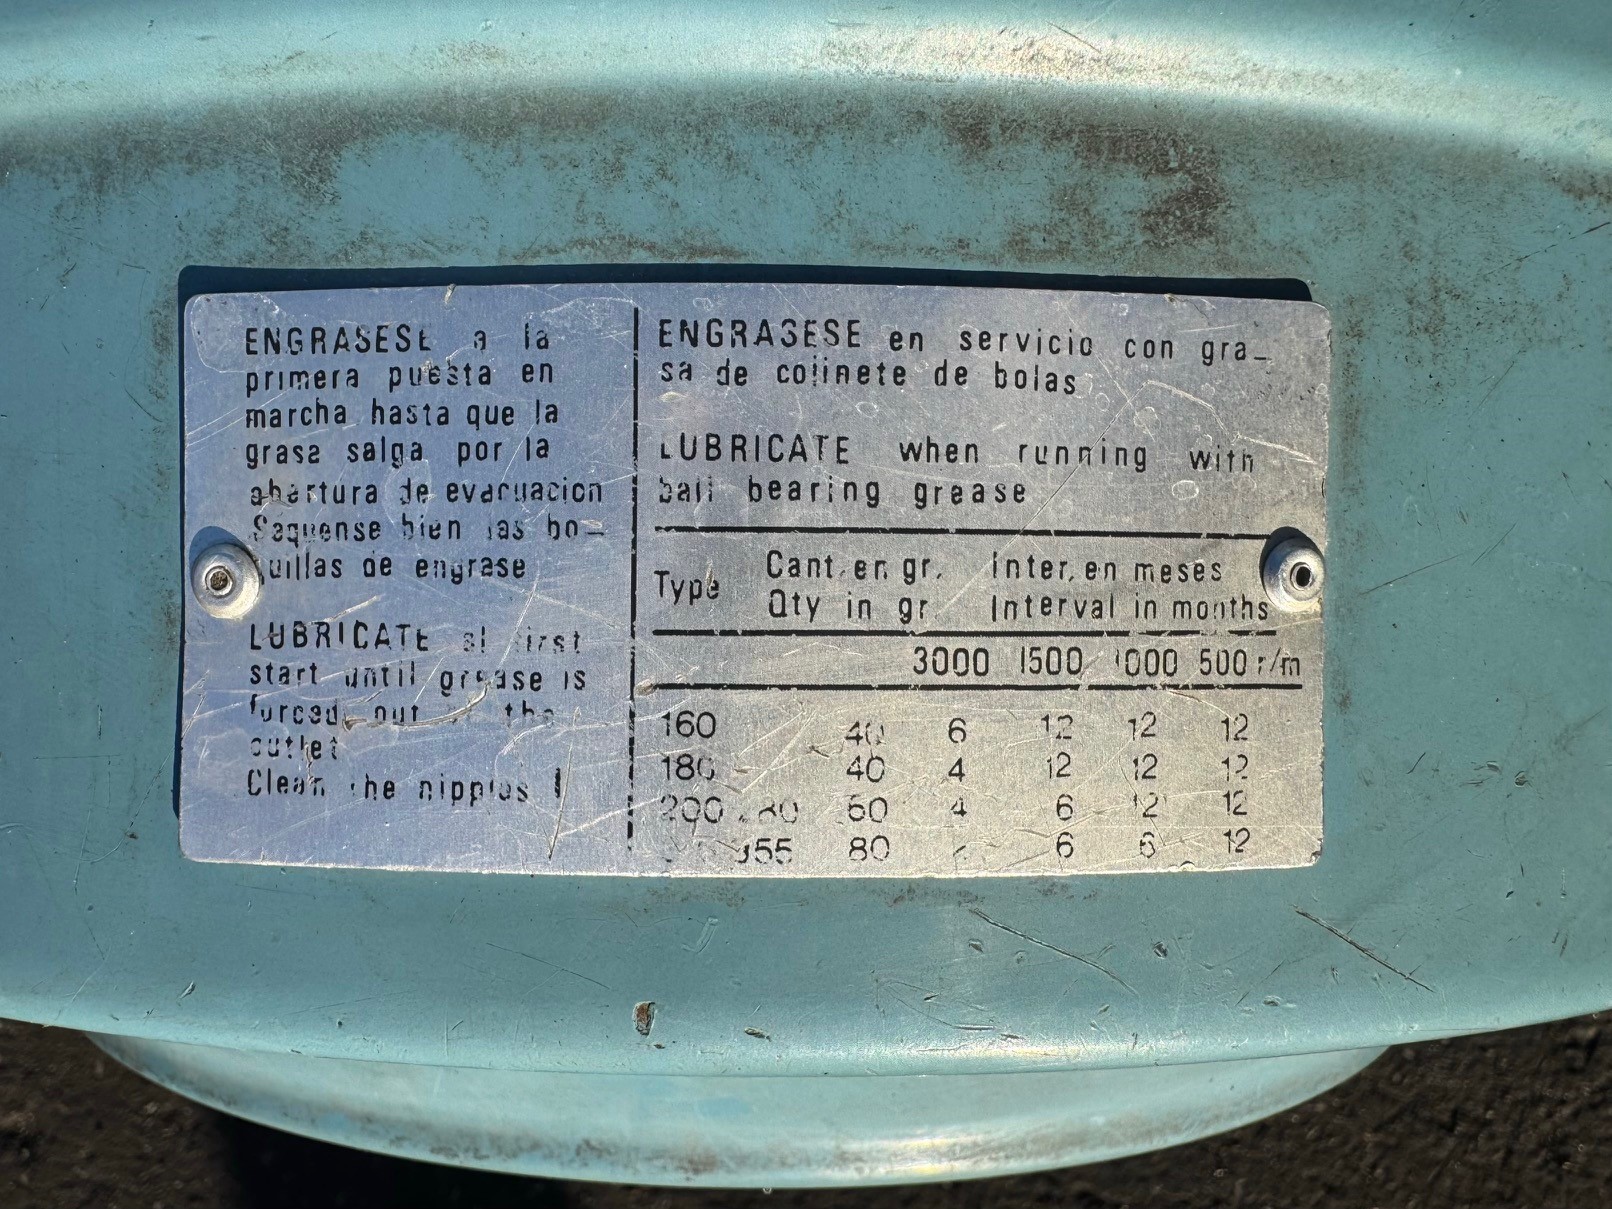 ENGRASESE a la
primera puesta en
marcha hasta que la
grasa salga por la
abertura de evacuacion
Saquense bien las bo-
quillas de engrase
LUBRICATE at first
start until grease is
forced out of the
outlet
Clean the nipples !
ENGRASESE en servicio con gra-
sa de cojinete de bolas
LUBRICATE when running with
ball bearing grease
Type Cant. en gr. Inter. en meses
Qty in gr. Interval in months
3000 1500 1000 500 r/m
160 40 6 12 12 12
180 40 4 12 12 12
200 60 4 6 12 12
355 80 6 6 12